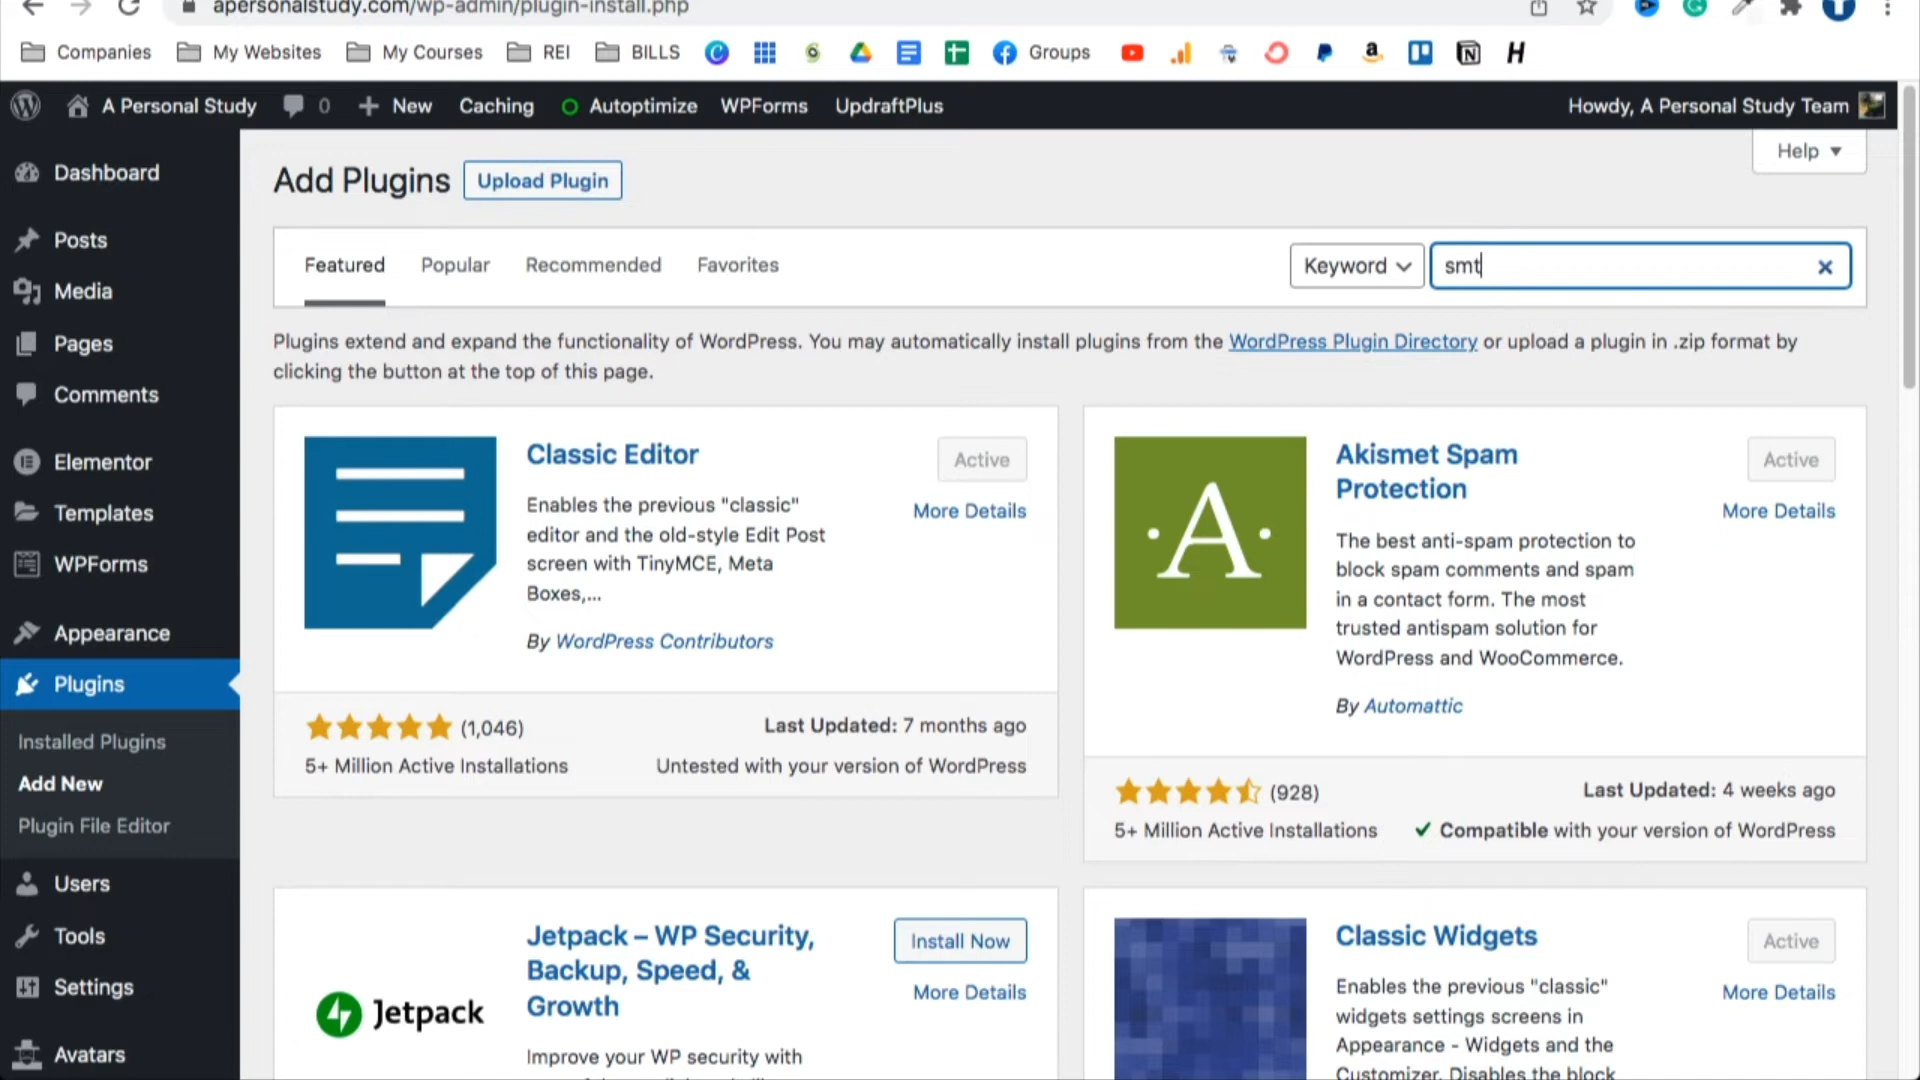 apersonalstudy.com/wp-admin/plugin-install.php
Companies My Websites My Courses REI BILLS Groups
A Personal Study 0 New Caching Autoptimize WPForms UpdraftPlus Howdy, A Personal Study Team
Help
Dashboard
Posts
Media
Pages
Comments
Elementor
Templates
WPForms
Appearance
Plugins
Installed Plugins
Add New
Plugin File Editor
Users
Tools
Settings
Avatars
Add Plugins Upload Plugin
Featured Popular Recommended Favorites Keyword smt
Plugins extend and expand the functionality of WordPress. You may automatically install plugins from the WordPress Plugin Directory or upload a plugin in .zip format by
clicking the button at the top of this page.
Classic Editor
Active
More Details
Enables the previous "classic"
editor and the old-style Edit Post
screen with TinyMCE, Meta
Boxes,...
By WordPress Contributors
(1,046)
Last Updated: 7 months ago
5+ Million Active Installations
Untested with your version of WordPress
A
Akismet Spam
Protection
Active
More Details
The best anti-spam protection to
block spam comments and spam
in a contact form. The most
trusted antispam solution for
WordPress and WooCommerce.
By Automattic
(928)
Last Updated: 4 weeks ago
5+ Million Active Installations
Compatible with your version of WordPress
Jetpack
Jetpack – WP Security,
Backup, Speed, &
Growth
Install Now
More Details
Improve your WP security with
Classic Widgets
Active
More Details
Enables the previous "classic"
widgets settings screens in
Appearance - Widgets and the
Customizer. Disables the block